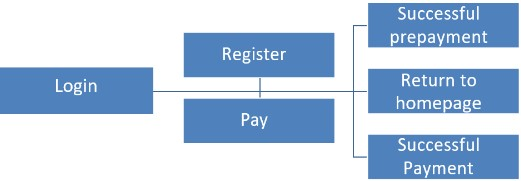 Login
Register
Pay
Successful
prepayment
Return to
homepage
Successful
Payment